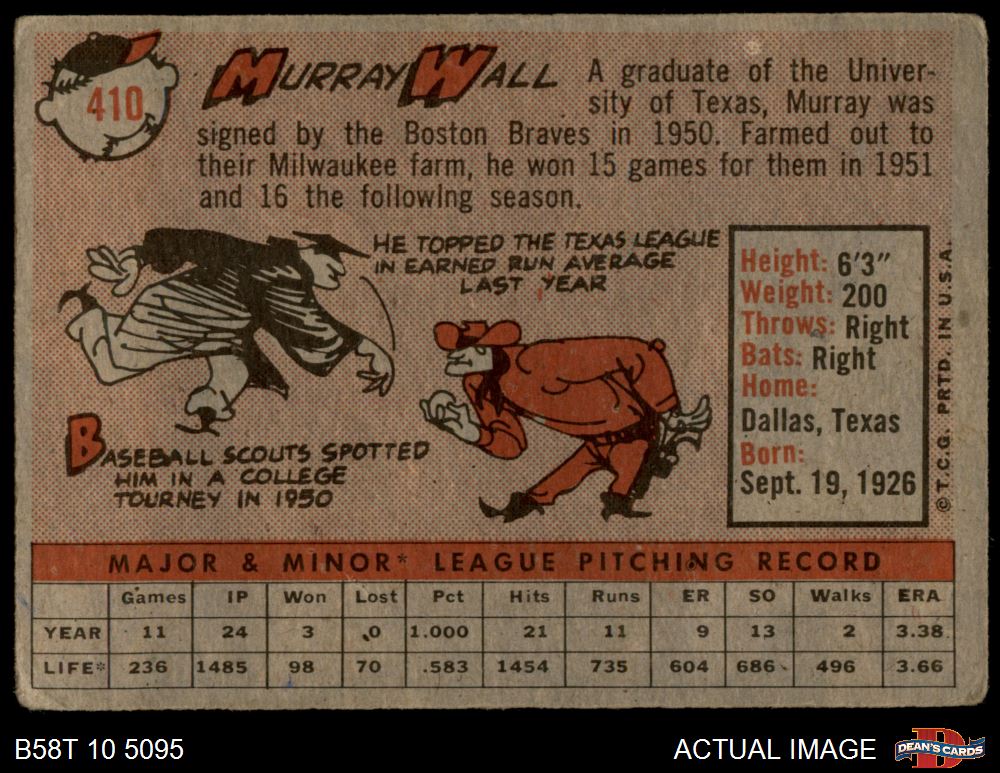 410
MURRAY WALL
A graduate of the Univer-
sity of Texas, Murray was
signed by the Boston Braves in 1950. Farmed out to
their Milwaukee farm, he won 15 games for them in 1951
and 16 the following season.
HE TOPPED THE TEXAS LEAGUE
IN EARNED RUN AVERAGE
LAST YEAR
BASEBALL SCOUTS SPOTTED
HIM IN A COLLEGE
TOURNEY IN 1950
Height: 6'3"
Weight: 200
Throws: Right
Bats: Right
Home:
Dallas, Texas
Born:
Sept. 19, 1926
© T.C.G. PRTD. IN U.S.A.
MAJOR & MINOR* LEAGUE PITCHING RECORD
Games IP Won Lost Pct Hits Runs ER SO Walks ERA
YEAR 11 24 3 0 1.000 21 11 9 13 2 3.38
LIFE* 236 1485 98 70 .583 1454 735 604 686 496 3.66
B58T 10 5095
ACTUAL IMAGE
D
DEAN'S CARDS